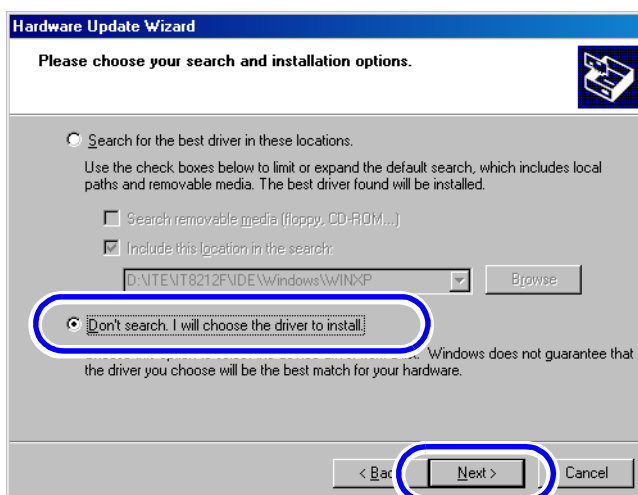 Hardware Update Wizard
Please choose your search and installation options.
Search for the best driver in these locations.
Use the check boxes below to limit or expand the default search, which includes local
paths and removable media. The best driver found will be installed.
Search removable media (floppy, CD-ROM...)
Include this location in the search:
D:\ITE\IT8212F\IDE\Windows\WINXP
Browse
Don't search. I will choose the driver to install.
Windows does not guarantee that
the driver you choose will be the best match for your hardware.
Next >
Cancel